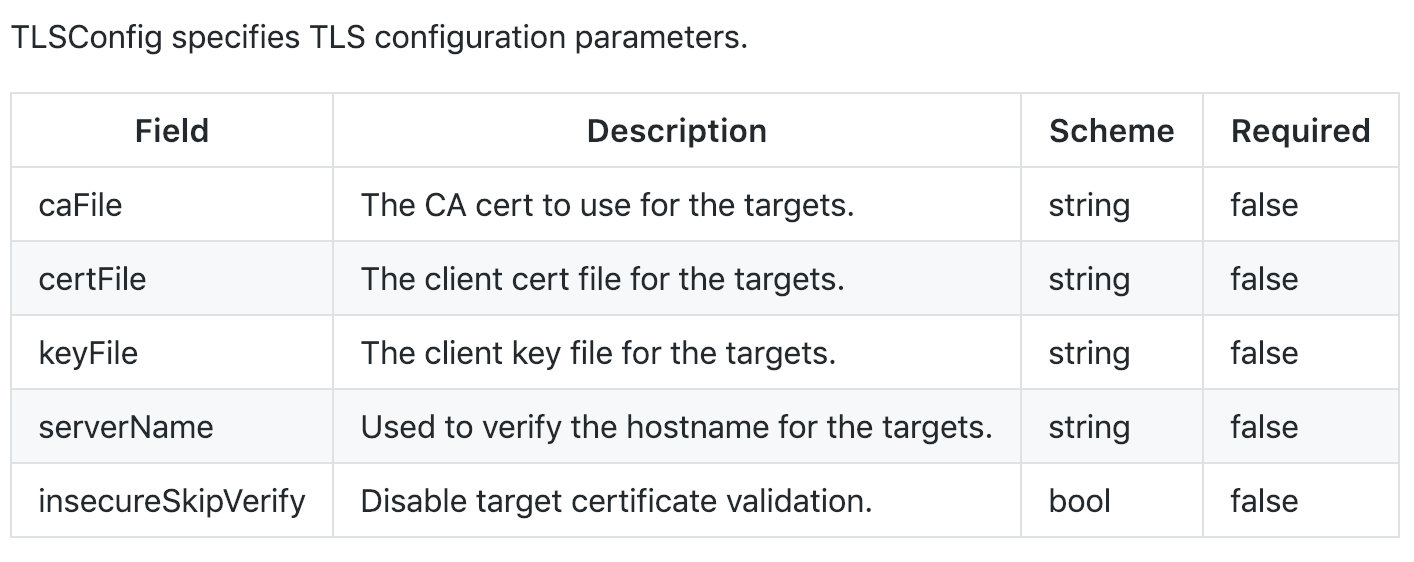 TLSConfig specifies TLS configuration parameters.
Field Description Scheme Required
caFile The CA cert to use for the targets. string false
certFile The client cert file for the targets. string false
keyFile The client key file for the targets. string false
serverName Used to verify the hostname for the targets. string false
insecureSkipVerify Disable target certificate validation. bool false